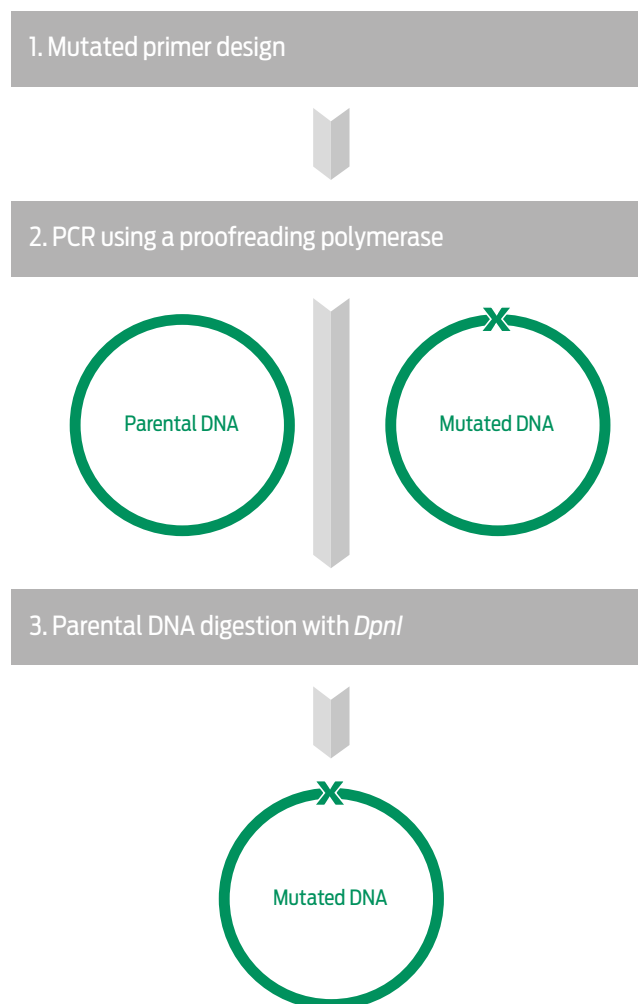 1. Mutated primer design
2. PCR using a proofreading polymerase
Parental DNA
Mutated DNA
3. Parental DNA digestion with DpnI
Mutated DNA